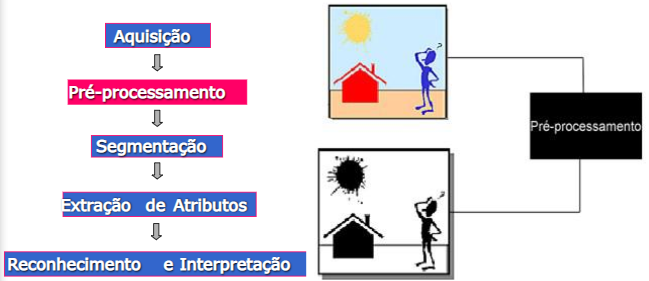 Aquisição
Pré-processamento
Segmentação
Extração de Atributos
Reconhecimento e Interpretação
Pré-processamento